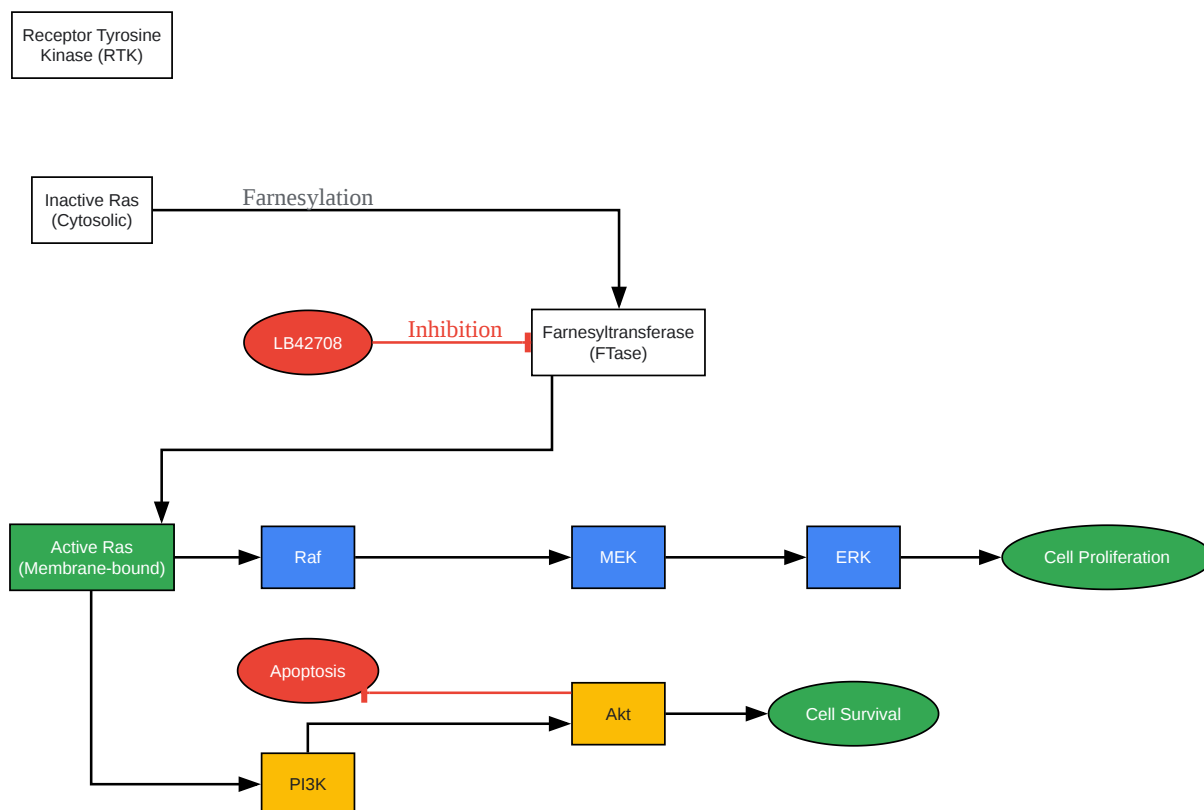 Receptor Tyrosine
Kinase (RTK)
Inactive Ras
(Cytosolic)
Farnesylation
LB42708
Inhibition
Farnesyltransferase
(FTase)
Active Ras
(Membrane-bound)
Raf
MEK
ERK
Cell Proliferation
Apoptosis
Akt
Cell Survival
PI3K